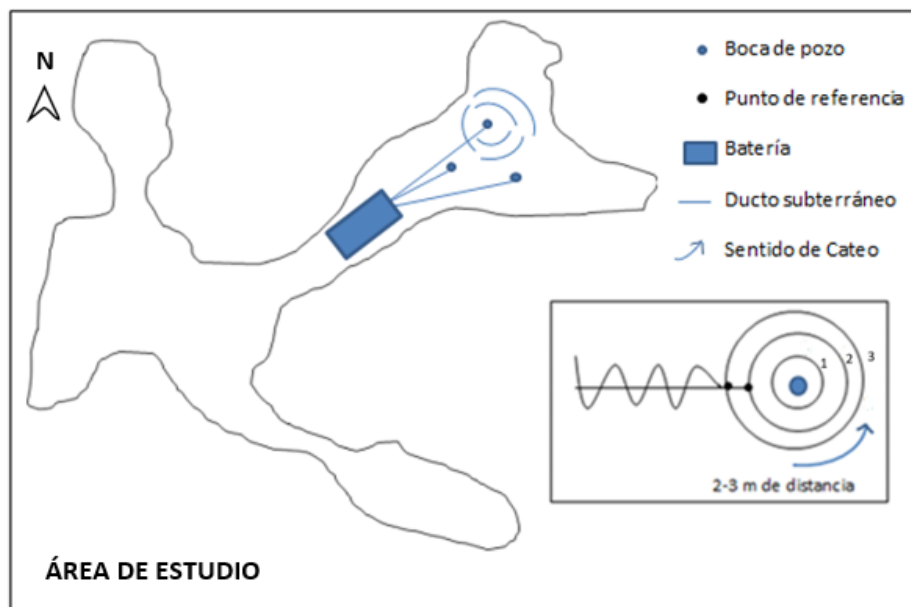 N
Boca de pozo
Punto de referencia
Batería
Ducto subterráneo
Sentido de Cateo
1
2
3
2-3 m de distancia
ÁREA DE ESTUDIO